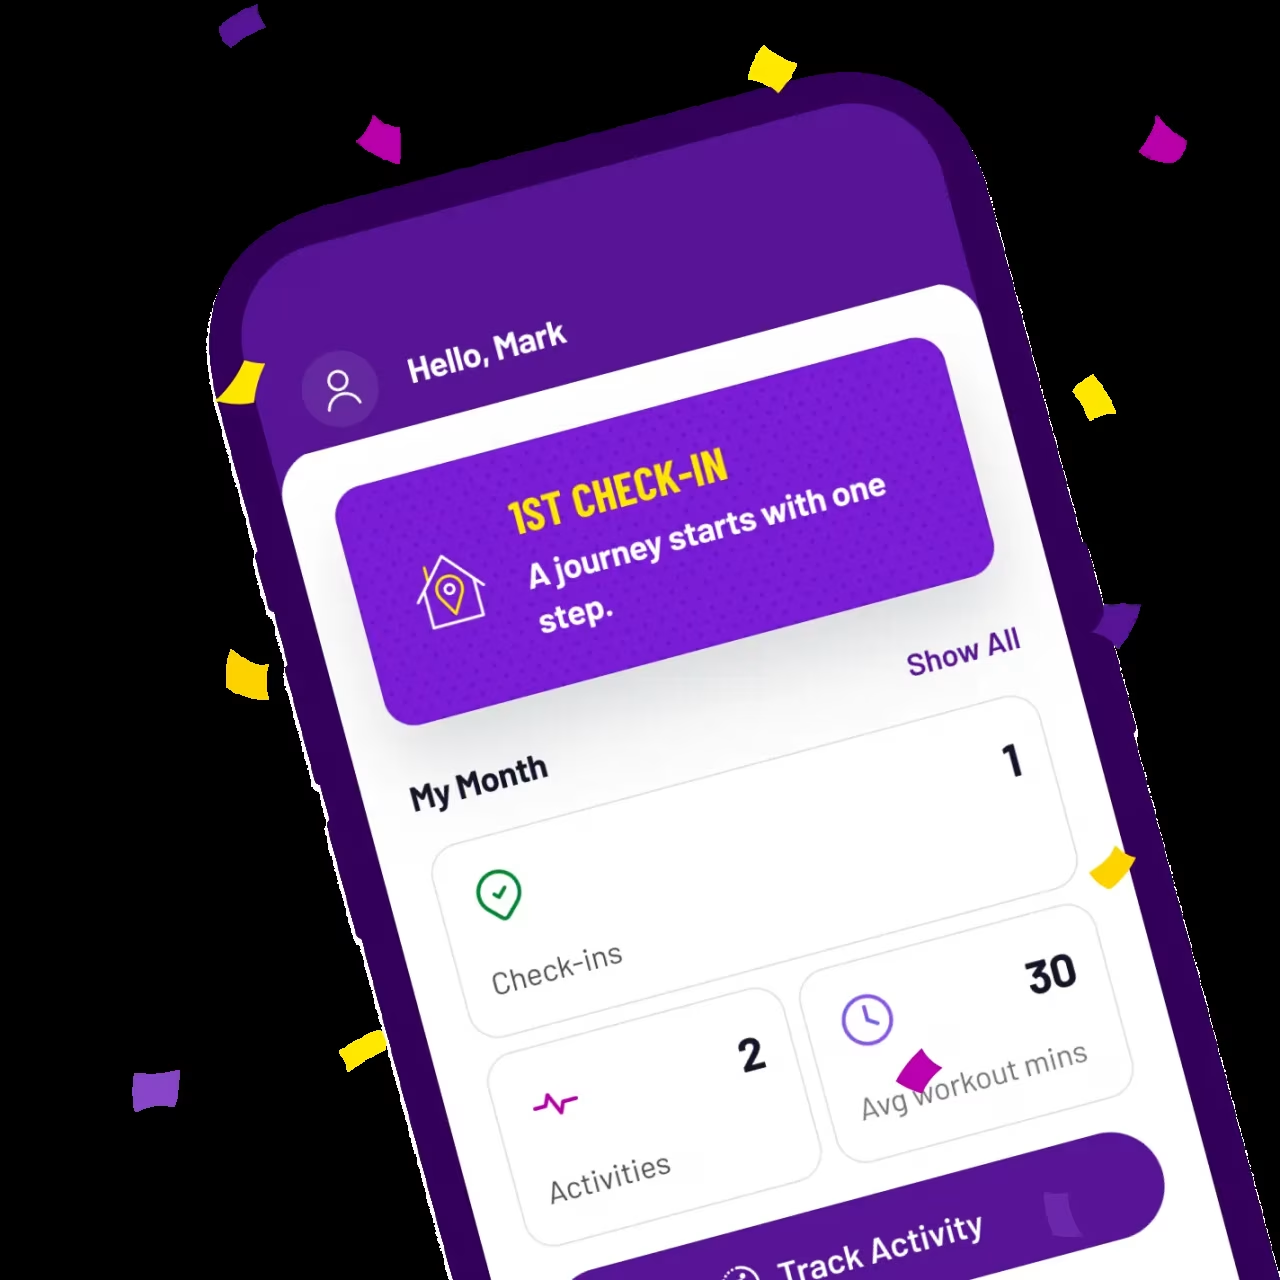 Hello, Mark
1ST CHECK-IN
A journey starts with one
step.
Show All
My Month
1
Check-ins
2
Activities
30
Avg workout mins
Track Activity